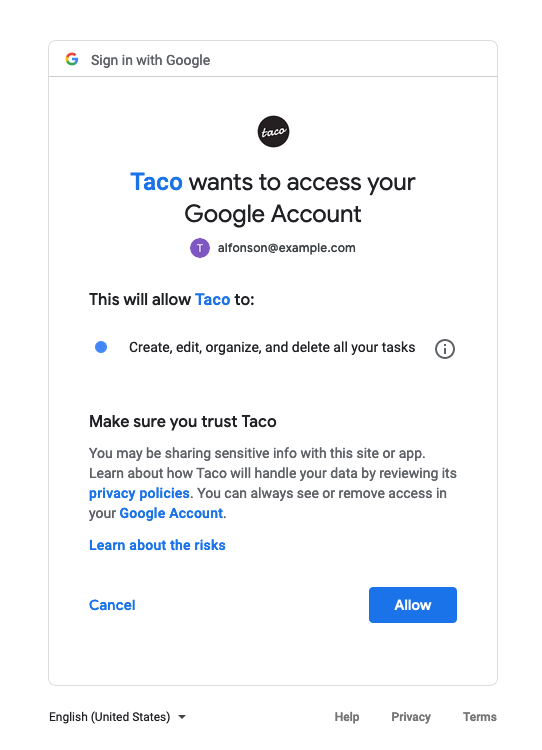 Sign in with Google
taco
Taco wants to access your
Google Account
T
alfonson@example.com
This will allow Taco to:
Create, edit, organize, and delete all your tasks
Make sure you trust Taco
You may be sharing sensitive info with this site or app.
Learn about how Taco will handle your data by reviewing its
privacy policies. You can always see or remove access in
your Google Account.
Learn about the risks
Cancel
Allow
English (United States)
Help
Privacy
Terms